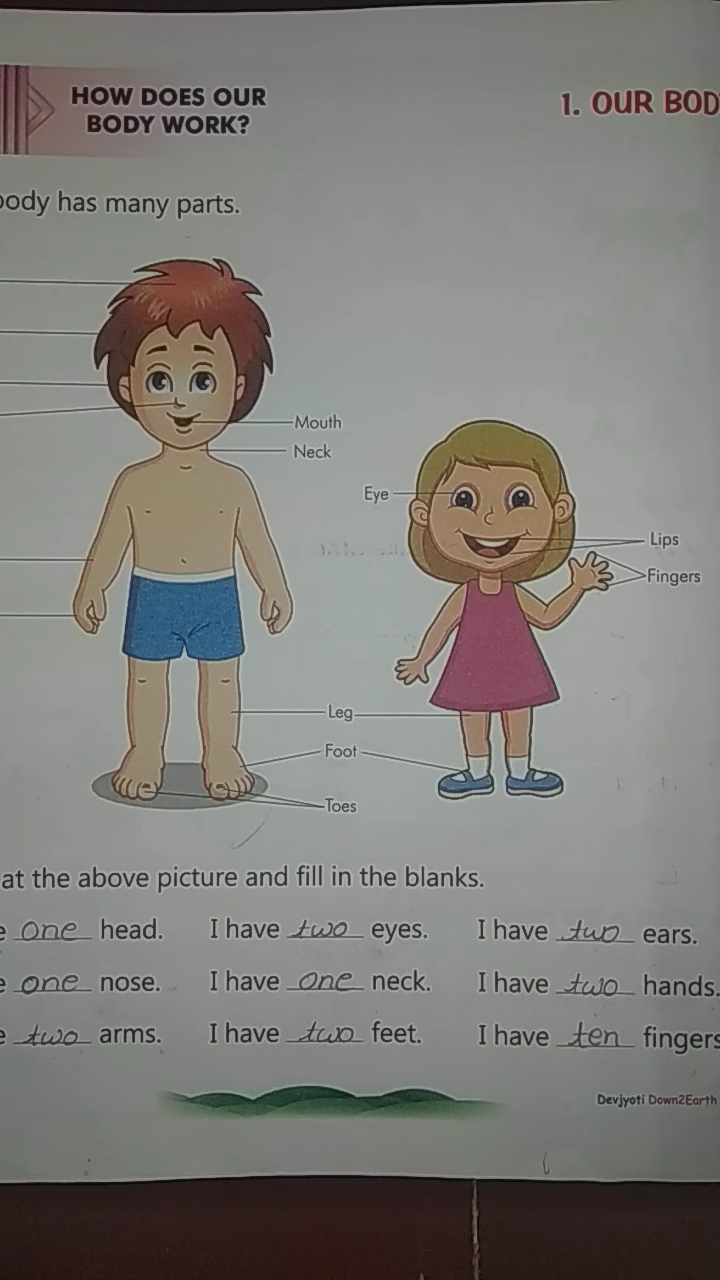 HOW DOES OUR
BODY WORK?
1. OUR BOD
body has many parts.
Mouth
Neck
Eye
Lips
Fingers
Leg
Foot
Toes
at the above picture and fill in the blanks.
e one head. I have two eyes. I have two ears.
e one nose. I have one neck. I have two hands.
e two arms. I have two feet. I have ten fingers
Devjyoti Down2Earth